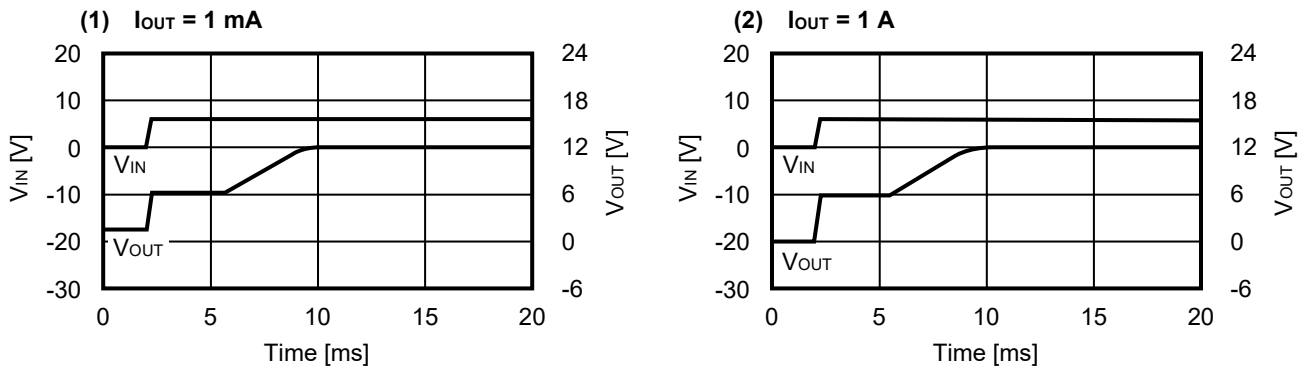 (1) IOUT = 1 mA
20
10
0
-10
-20
-30
VIN [V]
24
18
12
6
0
-6
VOUT [V]
VIN
VOUT
0 5 10 15 20
Time [ms]
(2) IOUT = 1 A
20
10
0
-10
-20
-30
VIN [V]
24
18
12
6
0
-6
VOUT [V]
VIN
VOUT
0 5 10 15 20
Time [ms]